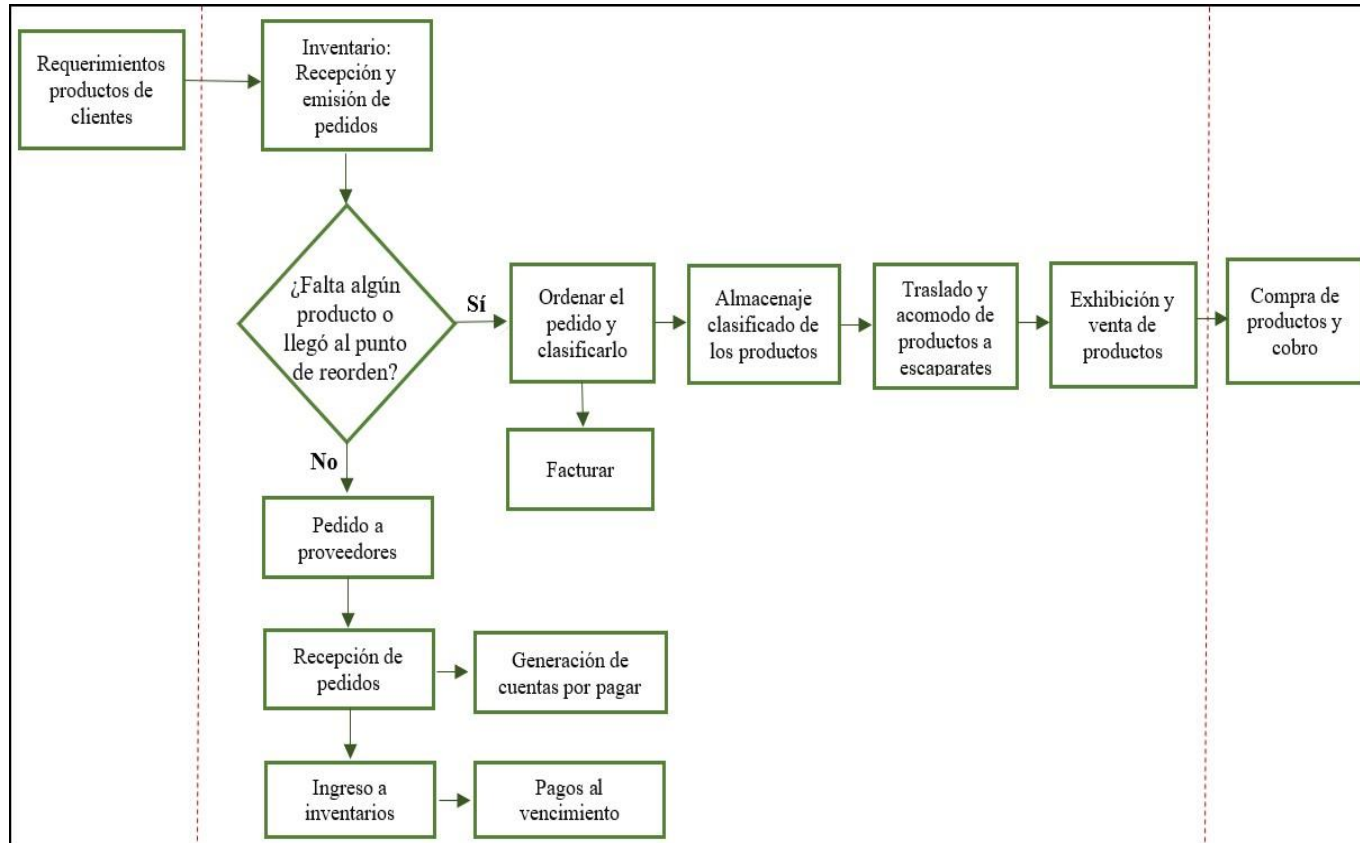 Requerimientos
productos de
clientes
Inventario:
Recepción y
emisión de
pedidos
¿Falta algún
producto o
llegó al punto
de reorden?
Sí
Ordenar el
pedido y
clasificarlo
Almacenaje
clasificado de
los productos
Traslado y
acomodo de
productos a
escaparates
Exhibición y
venta de
productos
Compra de
productos y
cobro
Facturar
No
Pedido a
proveedores
Recepción de
pedidos
Generación de
cuentas por pagar
Ingreso a
inventarios
Pagos al
vencimiento